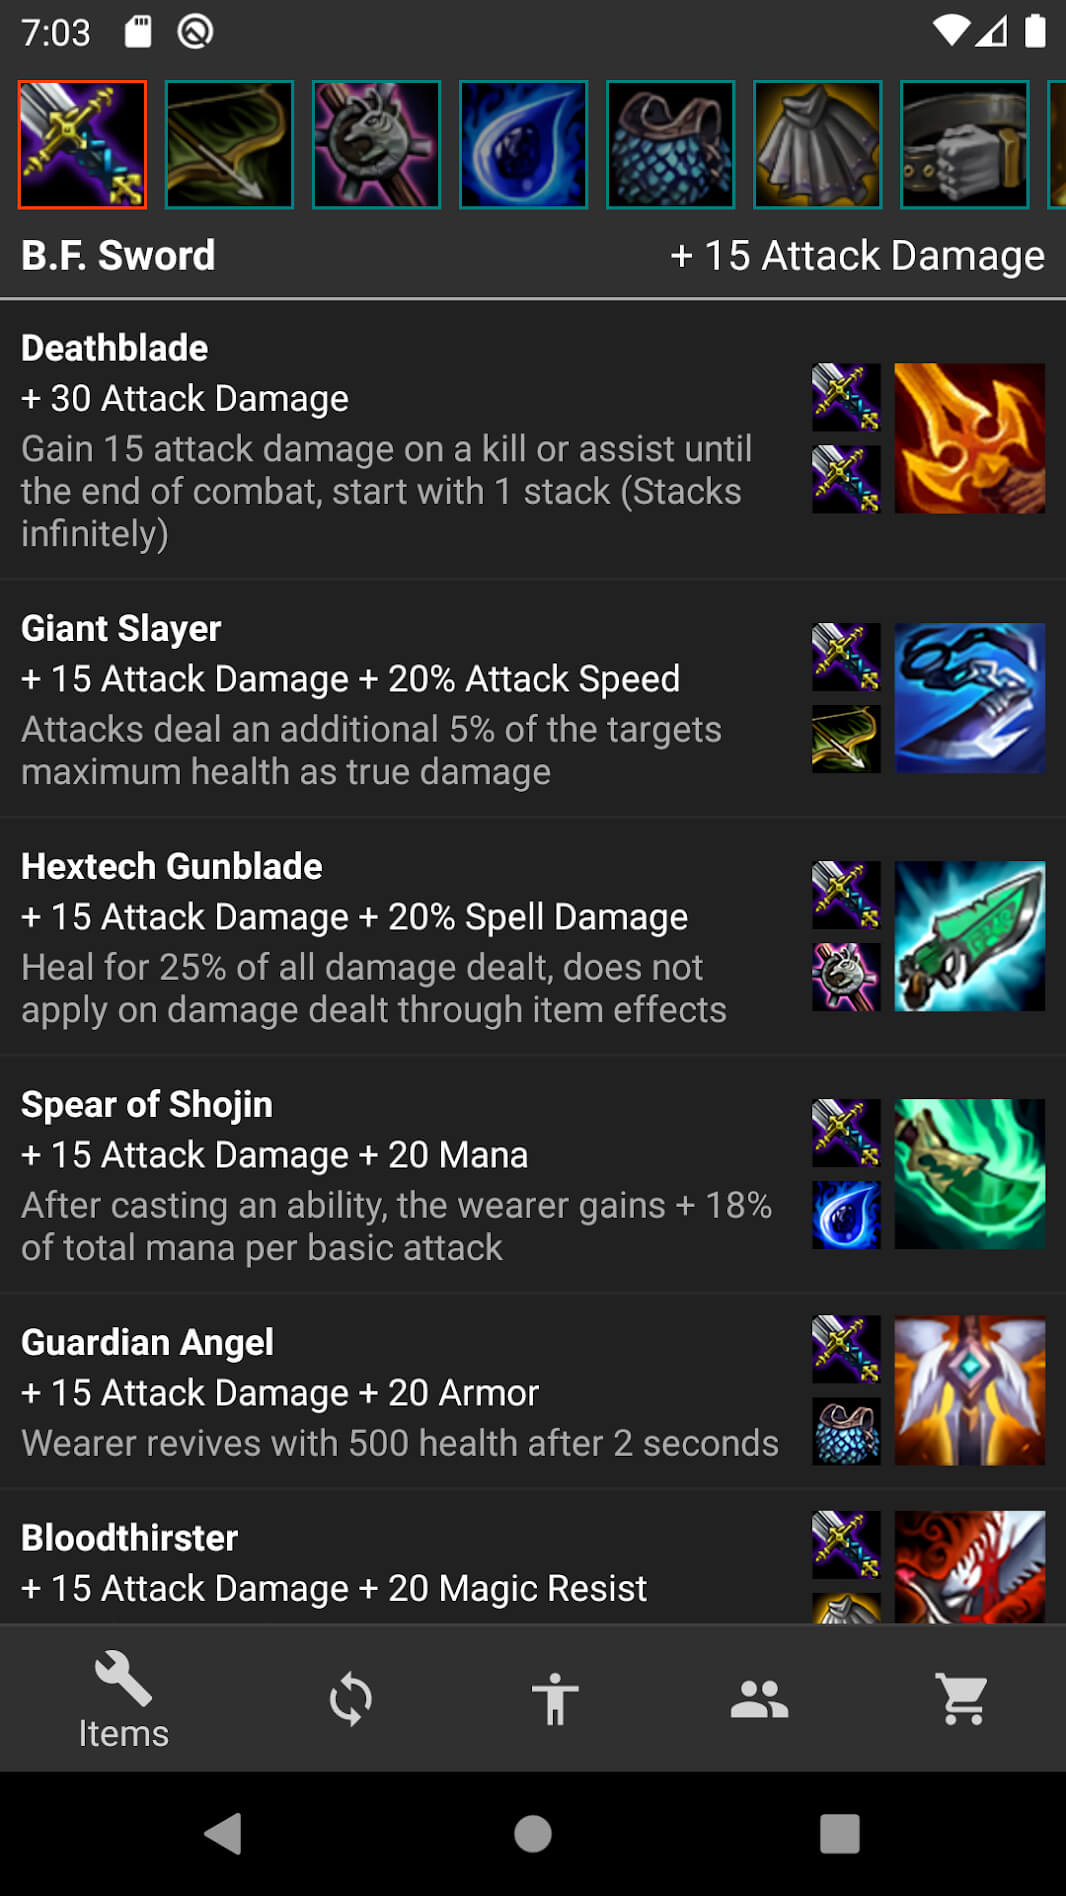 7:03
B.F. Sword
+ 15 Attack Damage
Deathblade
+ 30 Attack Damage
Gain 15 attack damage on a kill or assist until
the end of combat, start with 1 stack (Stacks
infinitely)
Giant Slayer
+ 15 Attack Damage + 20% Attack Speed
Attacks deal an additional 5% of the targets
maximum health as true damage
Hextech Gunblade
+ 15 Attack Damage + 20% Spell Damage
Heal for 25% of all damage dealt, does not
apply on damage dealt through item effects
Spear of Shojin
+ 15 Attack Damage + 20 Mana
After casting an ability, the wearer gains + 18%
of total mana per basic attack
Guardian Angel
+ 15 Attack Damage + 20 Armor
Wearer revives with 500 health after 2 seconds
Bloodthirster
+ 15 Attack Damage + 20 Magic Resist
Items